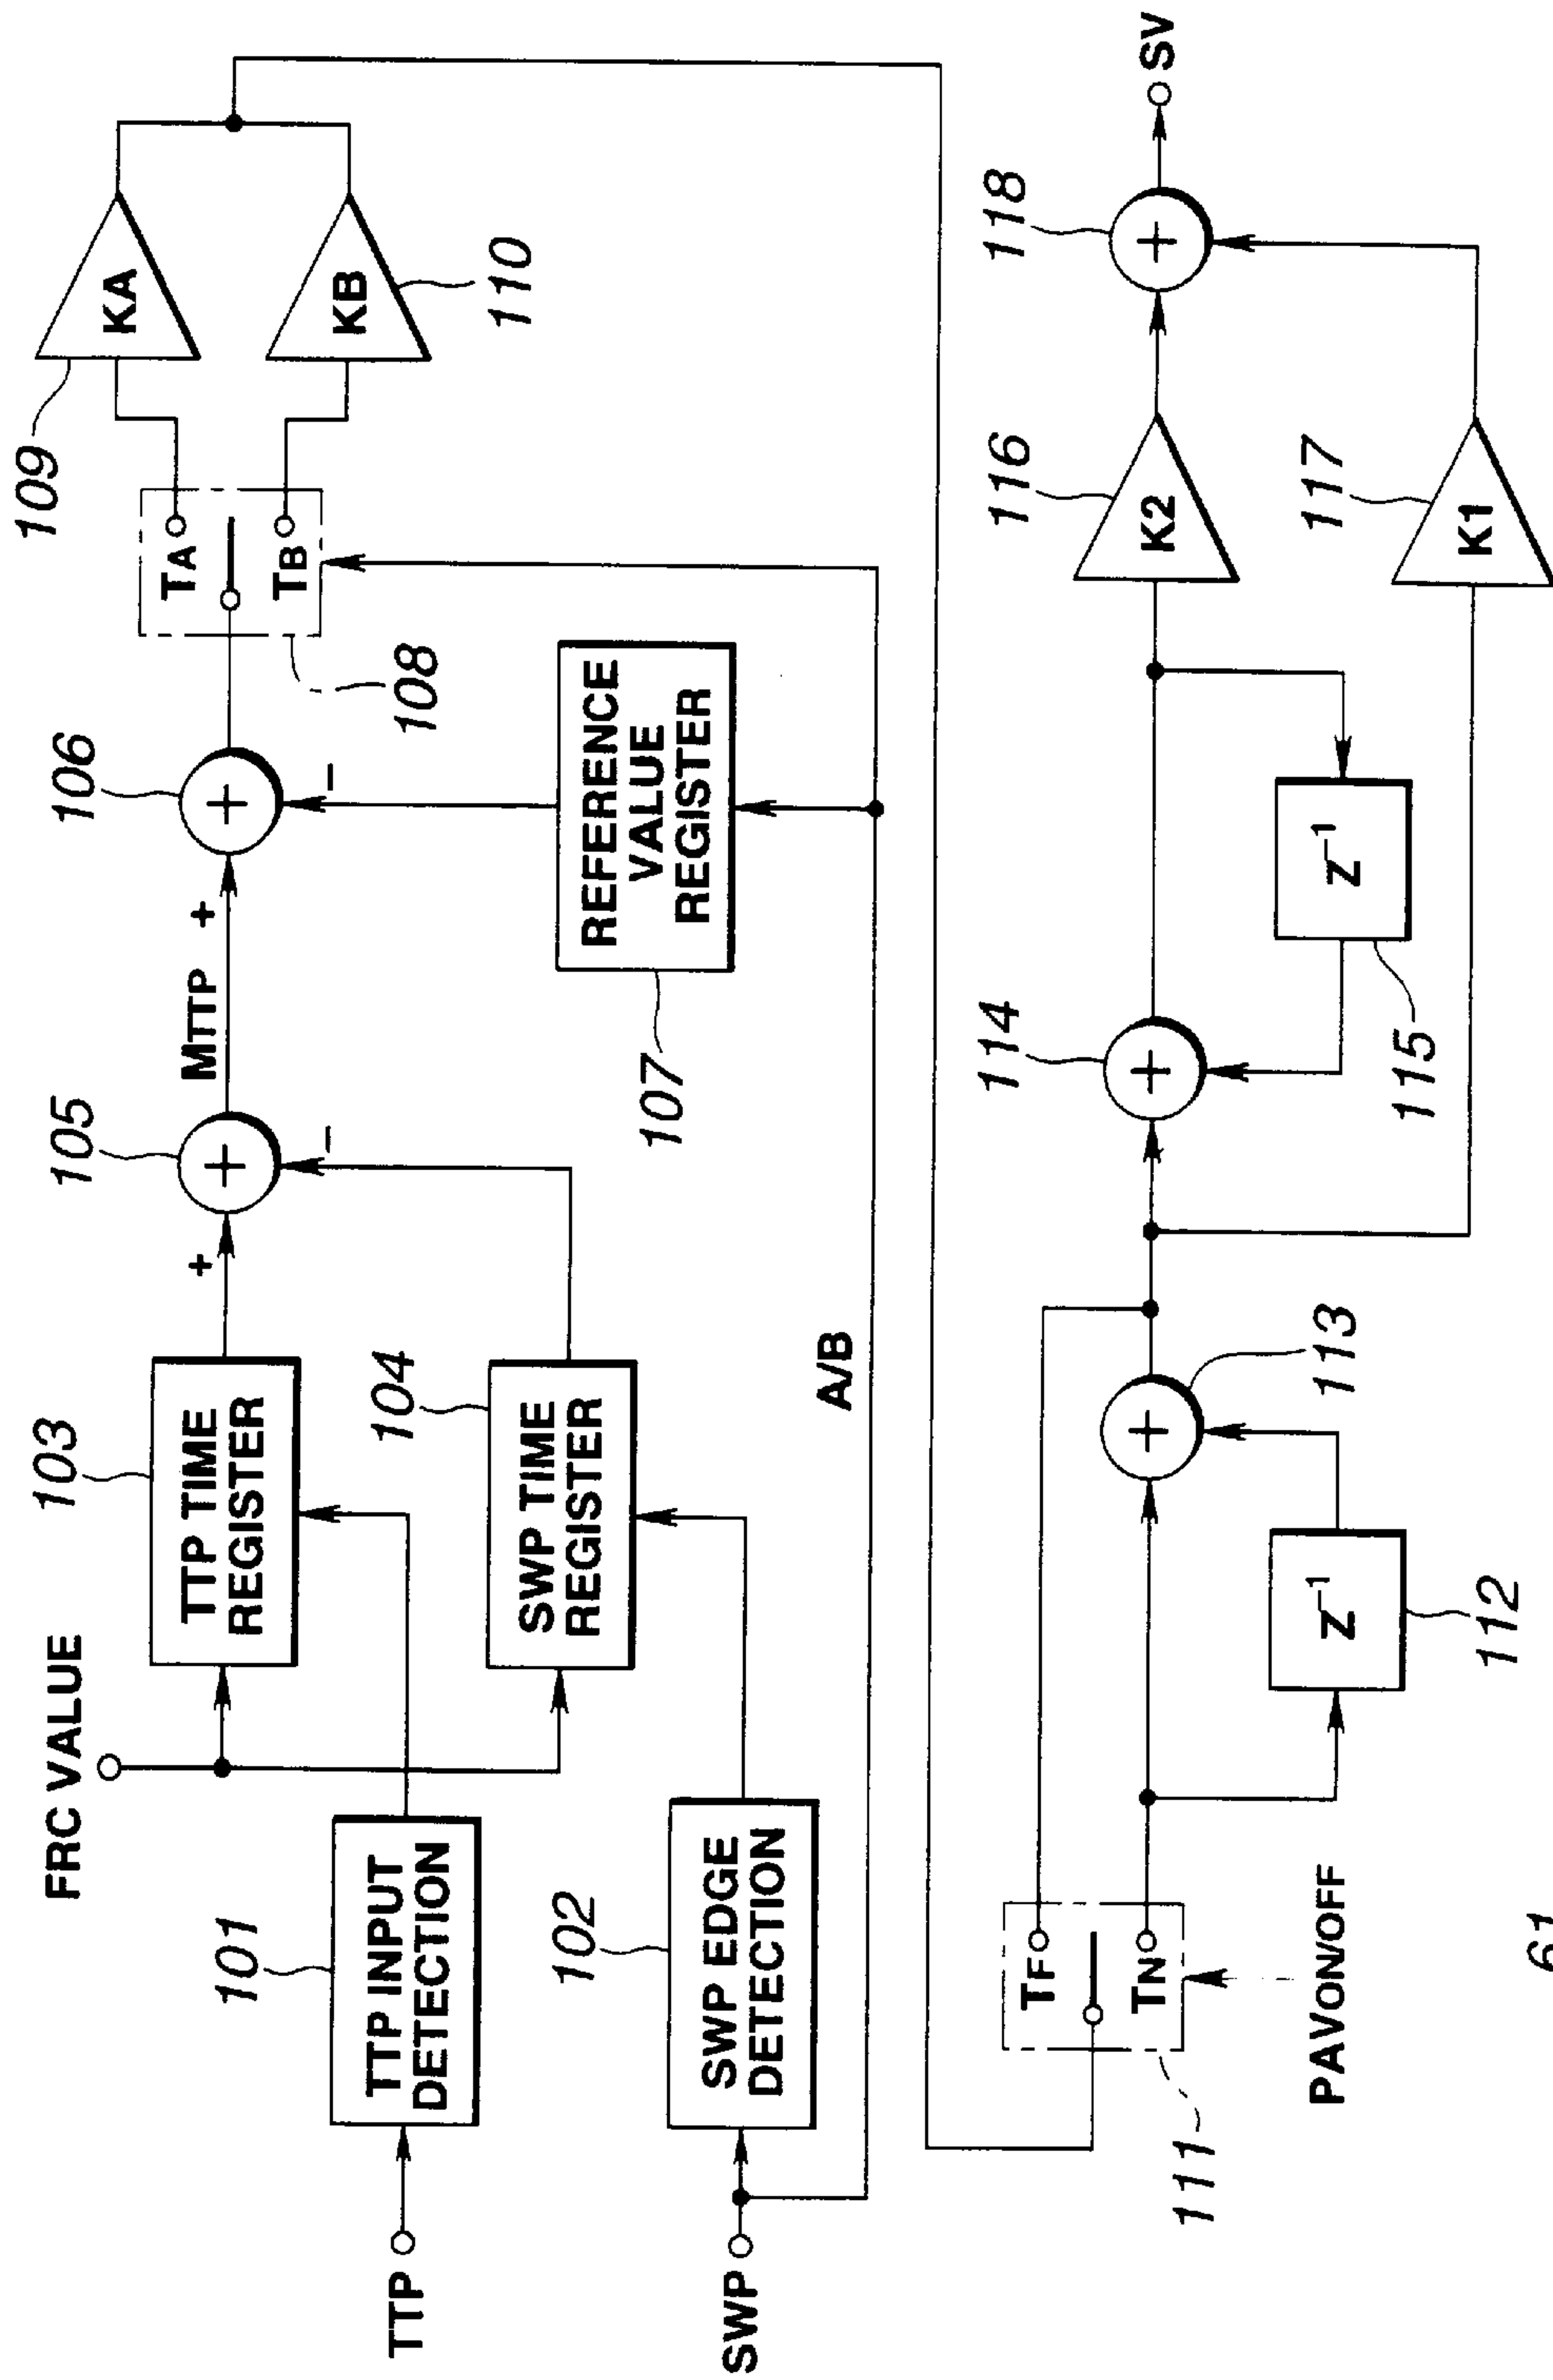 FRC VALUE
103
TTP TIME
REGISTER
101
TTP INPUT
DETECTION
TTP
104
SWP TIME
REGISTER
102
SWP EDGE
DETECTION
SWP
A/B
105
+
+
−
MTTP
106
+
+
−
107
REFERENCE
VALUE
REGISTER
108
TA
TB
109
KA
KB
110
111
TF
TN
PAVON/OFF
112
Z⁻¹
113
+
114
+
115
Z⁻¹
116
K2
117
K1
118
+
SV
61